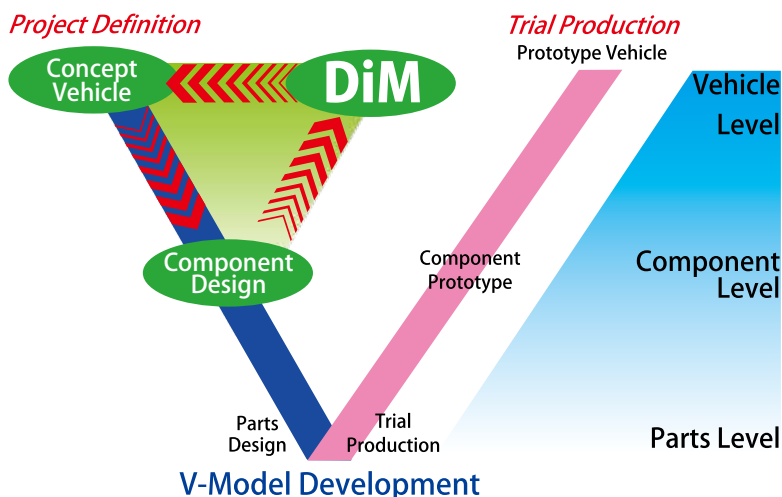 Project Definition
Trial Production
Prototype Vehicle
Concept
Vehicle
DiM
Vehicle
Level
Component
Design
Component
Prototype
Component
Level
Parts
Design
Trial
Production
Parts Level
V-Model Development